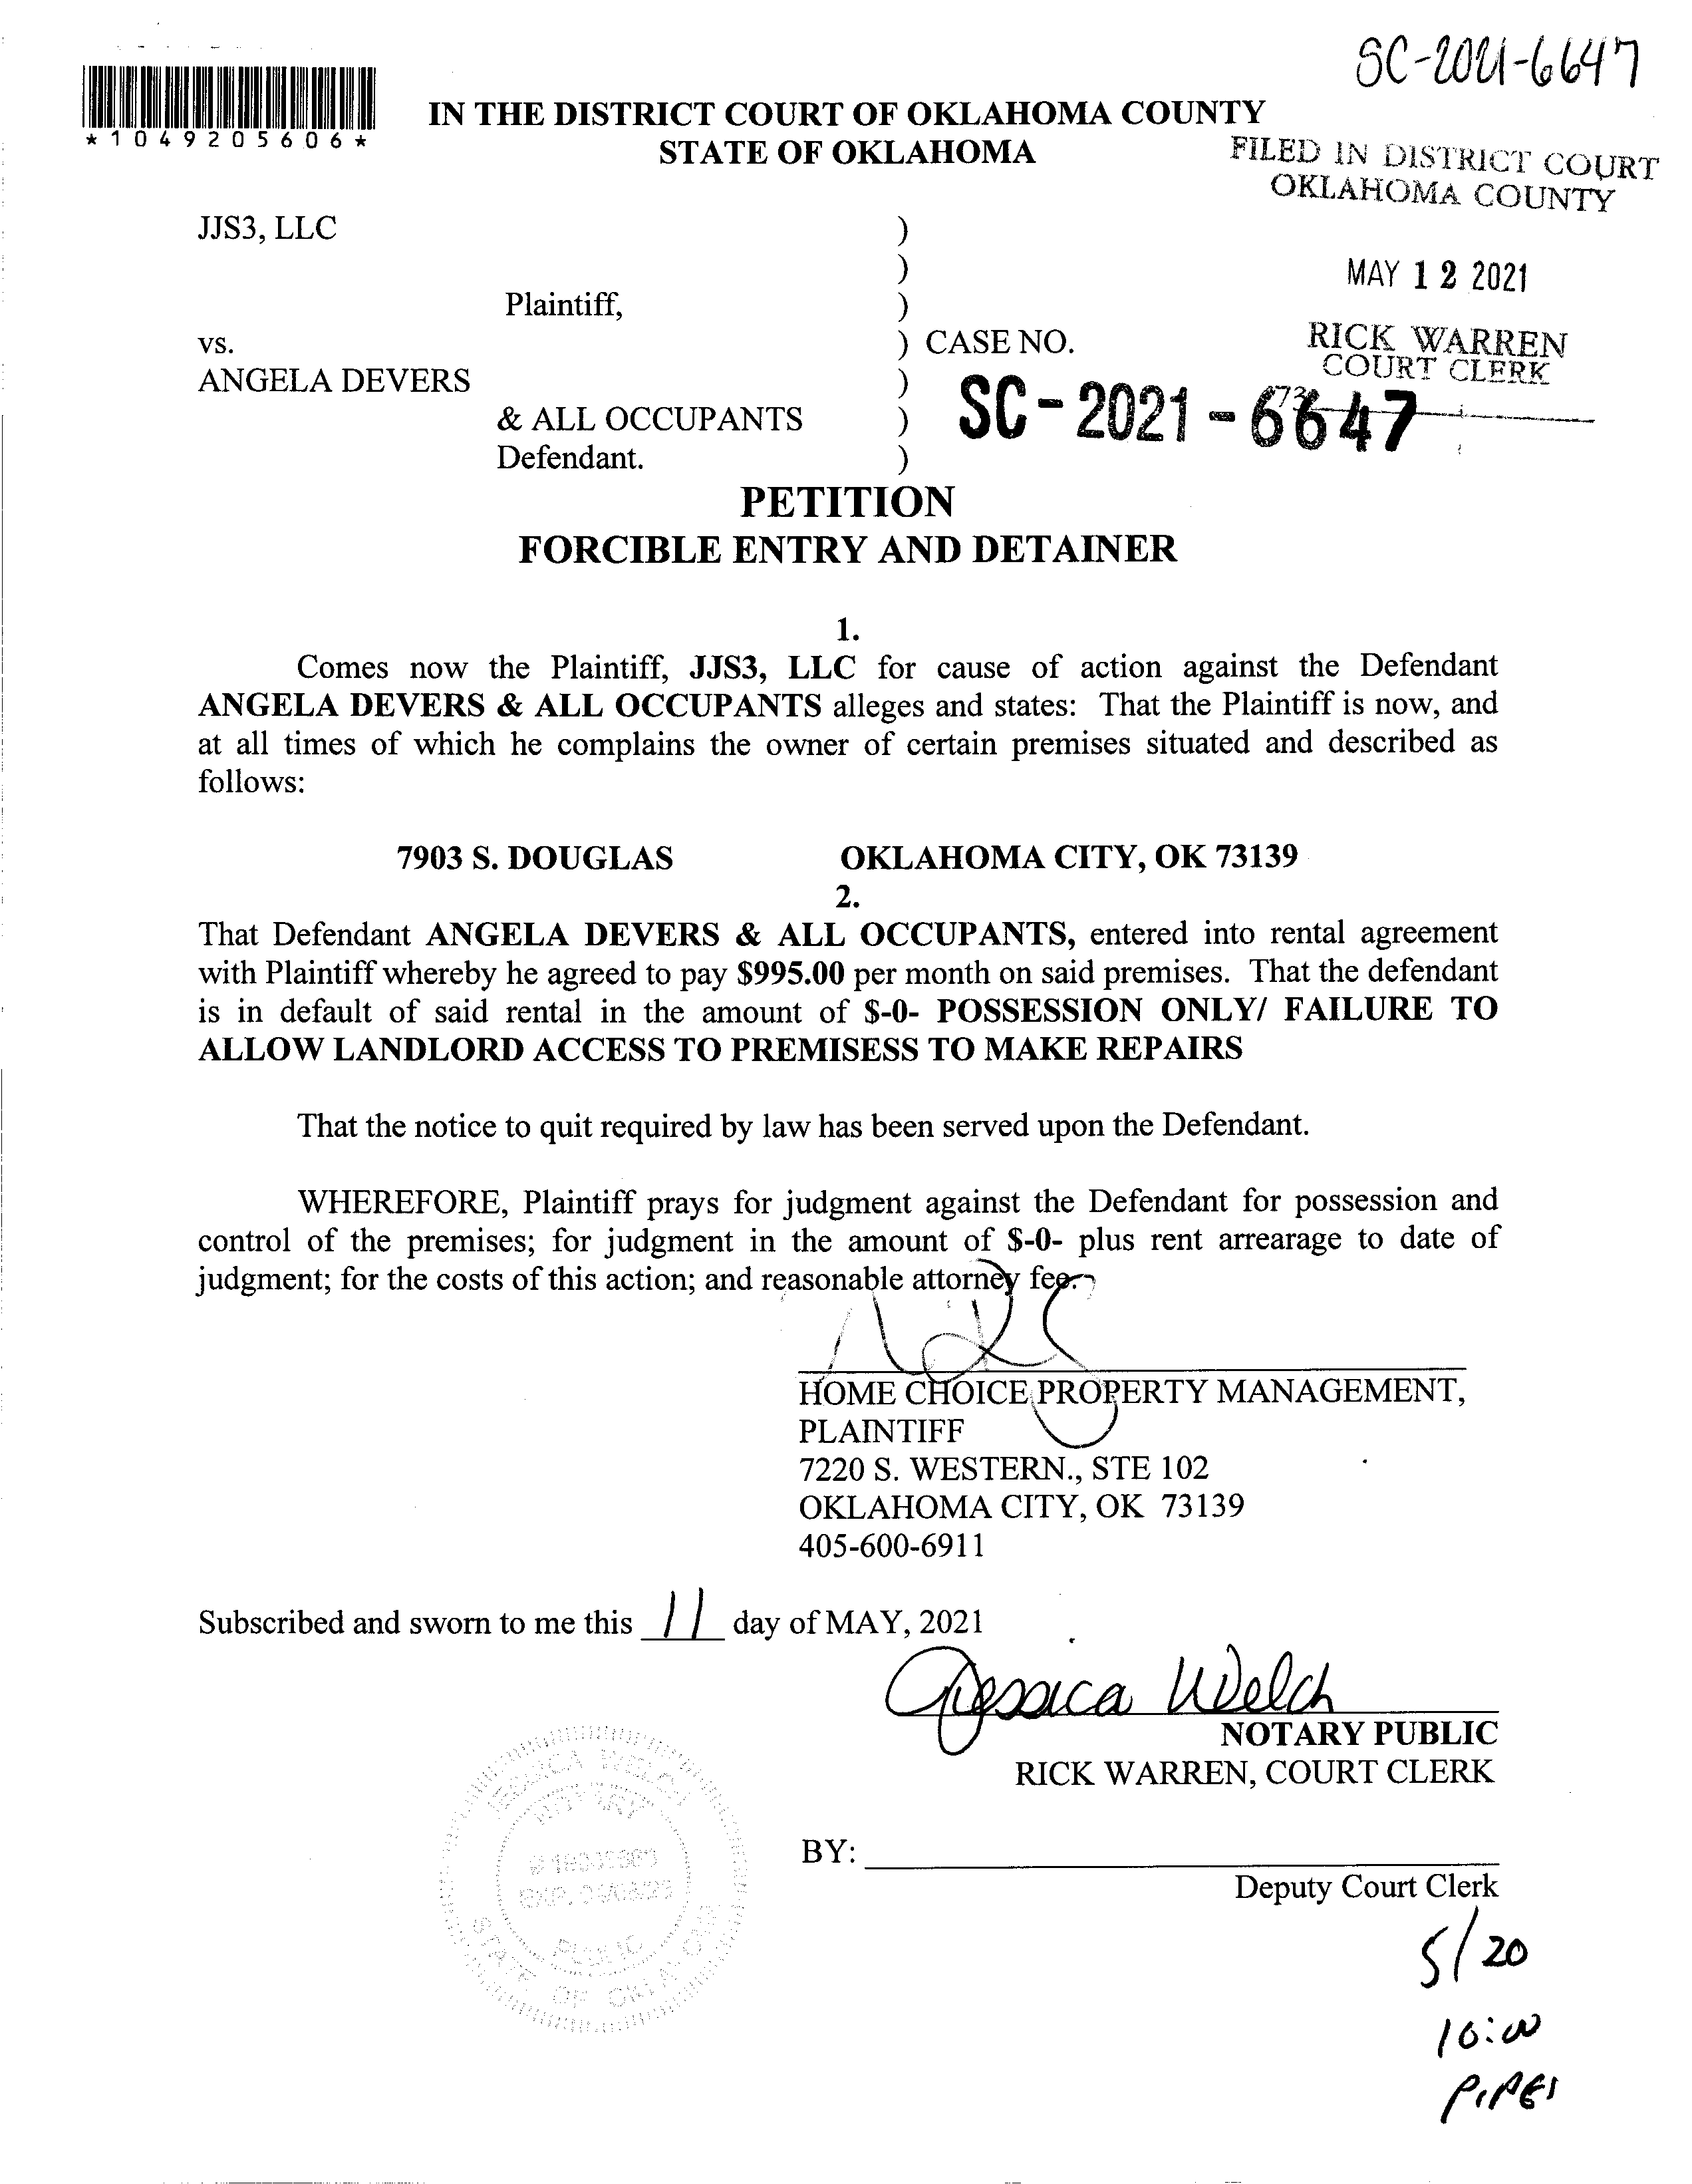 SC-2021-6647
*1049205606*
IN THE DISTRICT COURT OF OKLAHOMA COUNTY
STATE OF OKLAHOMA
FILED IN DISTRICT COURT
OKLAHOMA COUNTY
JJS3, LLC )
)
MAY 12 2021
Plaintiff, )
vs. ) CASE NO.
RICK WARREN
COURT CLERK
ANGELA DEVERS )
& ALL OCCUPANTS )
SC-2021-6647
Defendant. )
PETITION
FORCIBLE ENTRY AND DETAINER
1.
Comes now the Plaintiff, JJS3, LLC for cause of action against the Defendant
ANGELA DEVERS & ALL OCCUPANTS alleges and states: That the Plaintiff is now, and
at all times of which he complains the owner of certain premises situated and described as
follows:
7903 S. DOUGLAS OKLAHOMA CITY, OK 73139
2.
That Defendant ANGELA DEVERS & ALL OCCUPANTS, entered into rental agreement
with Plaintiff whereby he agreed to pay $995.00 per month on said premises. That the defendant
is in default of said rental in the amount of $-0- POSSESSION ONLY/ FAILURE TO
ALLOW LANDLORD ACCESS TO PREMISESS TO MAKE REPAIRS
That the notice to quit required by law has been served upon the Defendant.
WHEREFORE, Plaintiff prays for judgment against the Defendant for possession and
control of the premises; for judgment in the amount of $-0- plus rent arrearage to date of
judgment; for the costs of this action; and reasonable attorney fee.
HOME CHOICE PROPERTY MANAGEMENT,
PLAINTIFF
7220 S. WESTERN., STE 102
OKLAHOMA CITY, OK 73139
405-600-6911
Subscribed and sworn to me this 11 day of MAY, 2021
Jessica Welch
NOTARY PUBLIC
RICK WARREN, COURT CLERK
JESSICA WELCH
NOTARY
PUBLIC
STATE OF OKLAHOMA
BY:
Deputy Court Clerk
5/20
10:00
PIPES